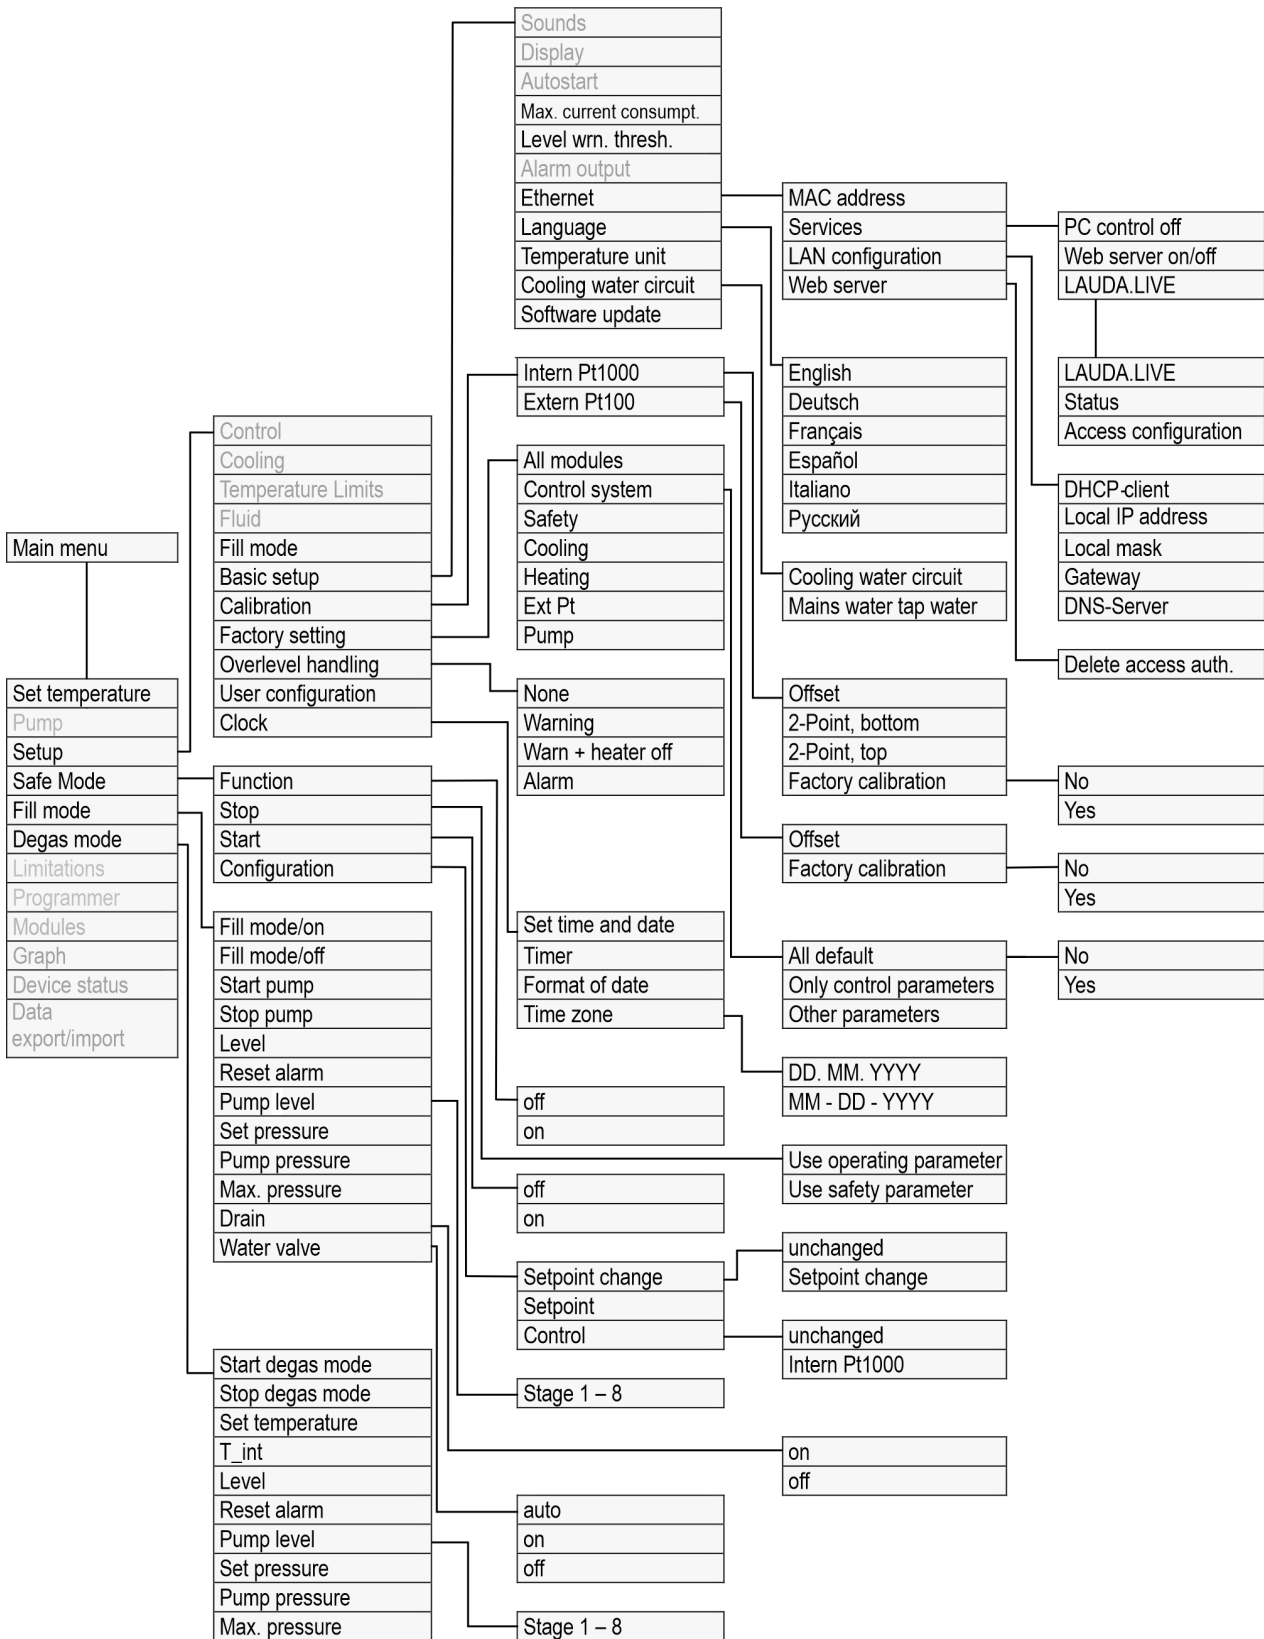 Main menu
Set temperature
Pump
Setup
Safe Mode
Fill mode
Degas mode
Limitations
Programmer
Modules
Graph
Device status
Data
export/import
Control
Cooling
Temperature Limits
Fluid
Fill mode
Basic setup
Calibration
Factory setting
Overlevel handling
User configuration
Clock
Function
Stop
Start
Configuration
Fill mode/on
Fill mode/off
Start pump
Stop pump
Level
Reset alarm
Pump level
Set pressure
Pump pressure
Max. pressure
Drain
Water valve
Start degas mode
Stop degas mode
Set temperature
T_int
Level
Reset alarm
Pump level
Set pressure
Pump pressure
Max. pressure
Sounds
Display
Autostart
Max. current consumpt.
Level wrn. thresh.
Alarm output
Ethernet
Language
Temperature unit
Cooling water circuit
Software update
Intern Pt1000
Extern Pt100
All modules
Control system
Safety
Cooling
Heating
Ext Pt
Pump
None
Warning
Warn + heater off
Alarm
Set time and date
Timer
Format of date
Time zone
off
on
off
on
Setpoint change
Setpoint
Control
Stage 1 – 8
auto
on
off
Stage 1 – 8
MAC address
Services
LAN configuration
Web server
English
Deutsch
Français
Español
Italiano
Русский
Cooling water circuit
Mains water tap water
Offset
2-Point, bottom
2-Point, top
Factory calibration
Offset
Factory calibration
All default
Only control parameters
Other parameters
DD. MM. YYYY
MM - DD - YYYY
Use operating parameter
Use safety parameter
unchanged
Setpoint change
unchanged
Intern Pt1000
on
off
PC control off
Web server on/off
LAUDA.LIVE
LAUDA.LIVE
Status
Access configuration
DHCP-client
Local IP address
Local mask
Gateway
DNS-Server
Delete access auth.
No
Yes
No
Yes
No
Yes